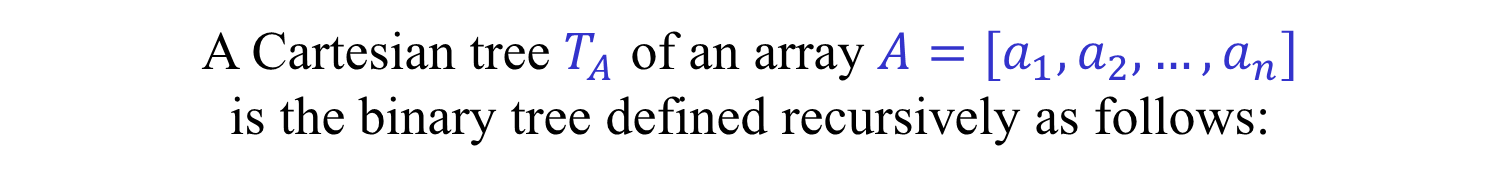 A Cartesian tree T_A of an array A = [a_1, a_2, ..., a_n]
is the binary tree defined recursively as follows: